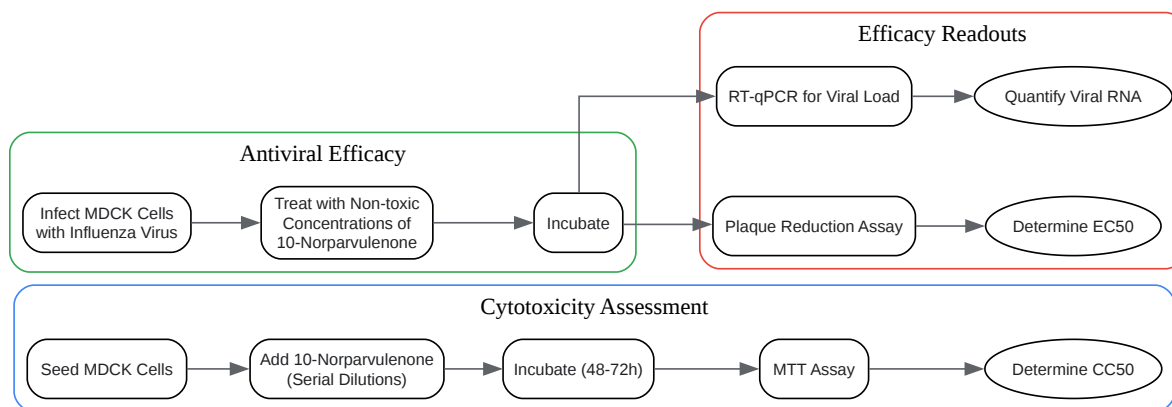 Efficacy Readouts
RT-qPCR for Viral Load
Quantify Viral RNA
Antiviral Efficacy
Infect MDCK Cells
with Influenza Virus
Treat with Non-toxic
Concentrations of
10-Norparvulenone
Incubate
Plaque Reduction Assay
Determine EC50
Cytotoxicity Assessment
Seed MDCK Cells
Add 10-Norparvulenone
(Serial Dilutions)
Incubate (48-72h)
MTT Assay
Determine CC50